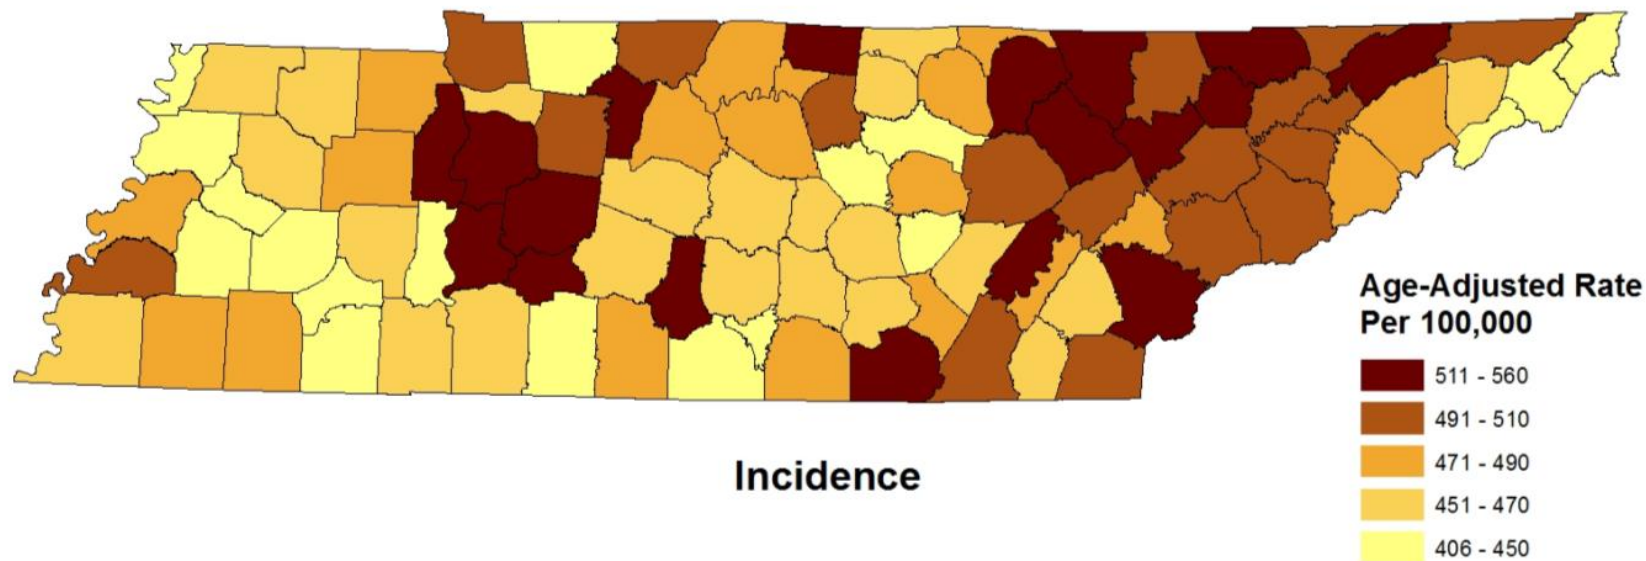 Age-Adjusted Rate
Per 100,000
511 - 560
491 - 510
471 - 490
451 - 470
406 - 450
Incidence